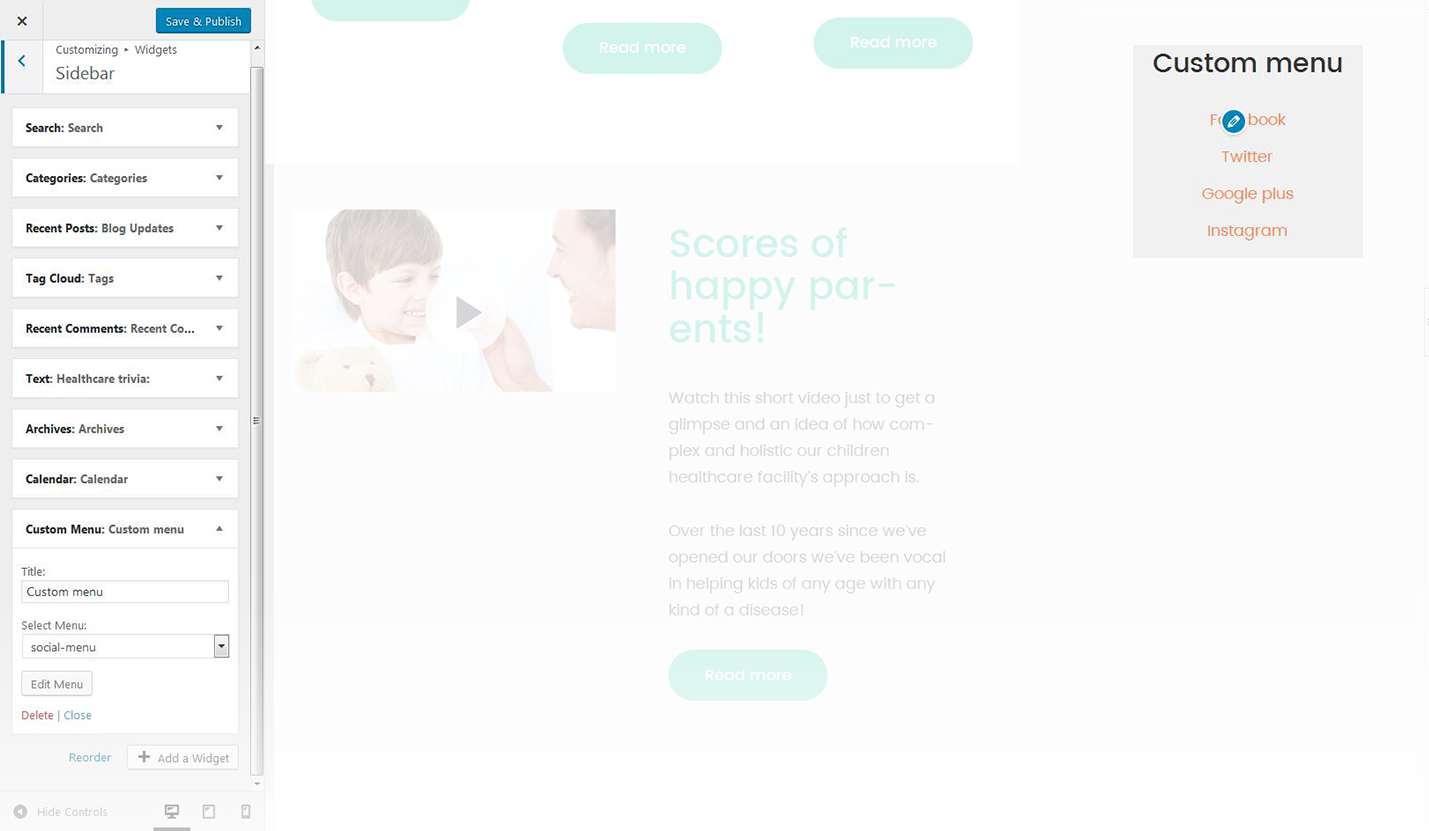 Save & Publish
Customizing ▸ Widgets
Sidebar
Search: Search
Categories: Categories
Recent Posts: Blog Updates
Tag Cloud: Tags
Recent Comments: Recent Co...
Text: Healthcare trivia:
Archives: Archives
Calendar: Calendar
Custom Menu: Custom menu
Title:
Custom menu
Select Menu:
social-menu
Edit Menu
Delete | Close
Reorder
Add a Widget
Hide Controls
Read more
Read more
Scores of
happy par-
ents!
Watch this short video just to get a
glimpse and an idea of how com-
plex and holistic our children
healthcare facility's approach is.
Over the last 10 years since we've
opened our doors we've been vocal
in helping kids of any age with any
kind of a disease!
Read more
Custom menu
Twitter
Google plus
Instagram